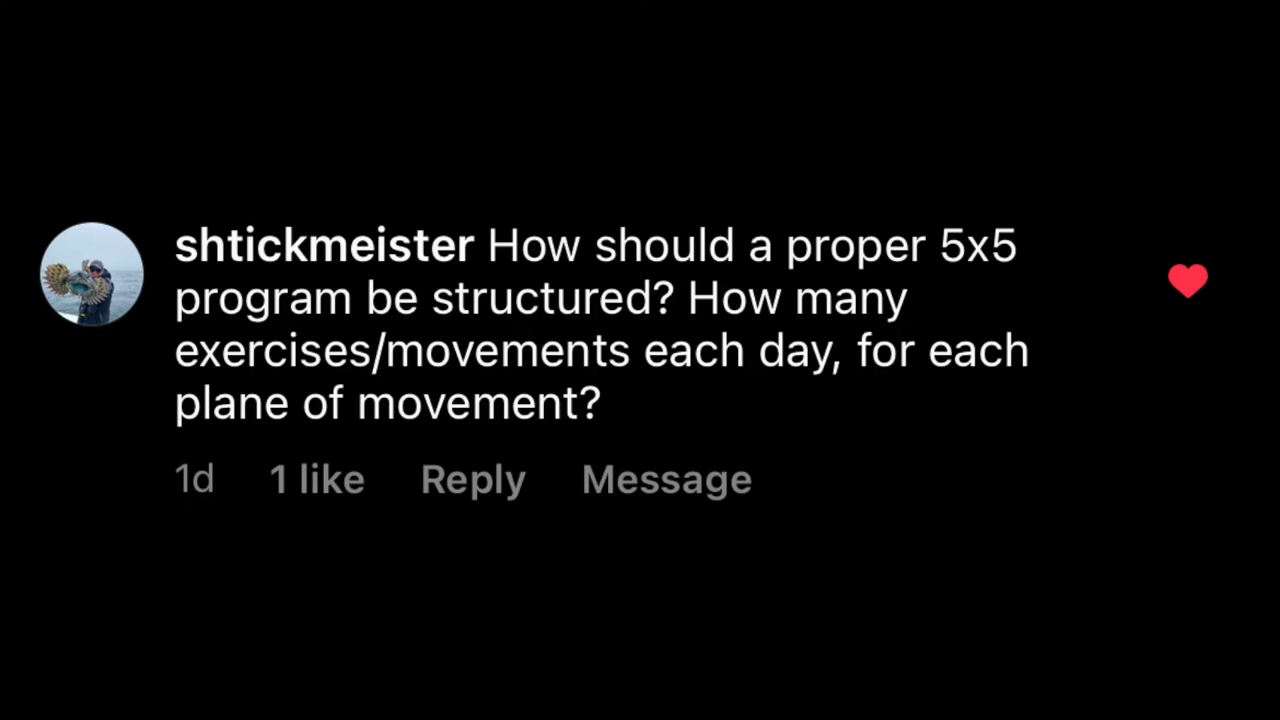 shtickmeister How should a proper 5x5
program be structured? How many
exercises/movements each day, for each
plane of movement?
1d 1 like Reply Message